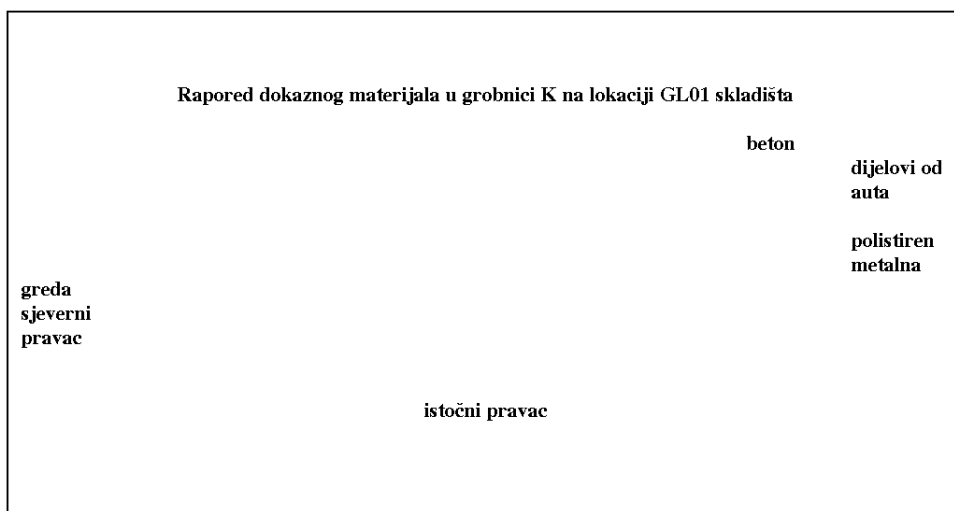 Rapored dokaznog materijala u grobnici K na lokaciji GL01 skladišta
beton
dijelovi od
auta
polistiren
metalna
greda
sjeverni
pravac
istočni pravac